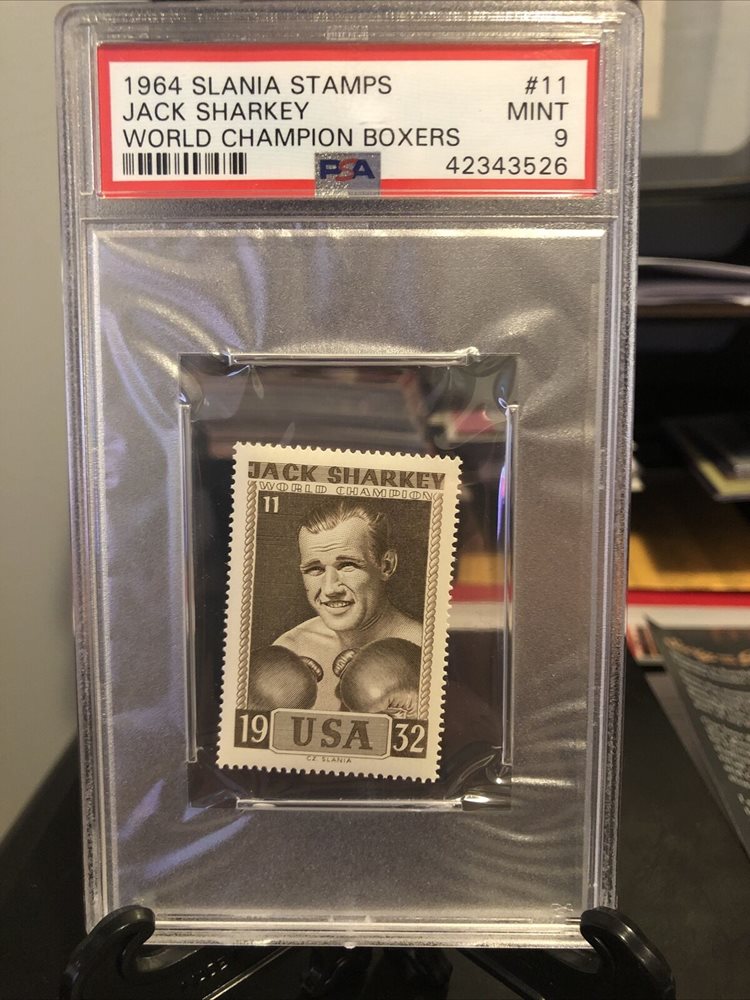 1964 SLANIA STAMPS #11
JACK SHARKEY MINT
WORLD CHAMPION BOXERS 9
PSA 42343526
JACK SHARKEY
WORLD CHAMPION
11
19 USA 32
CZ. SLANIA